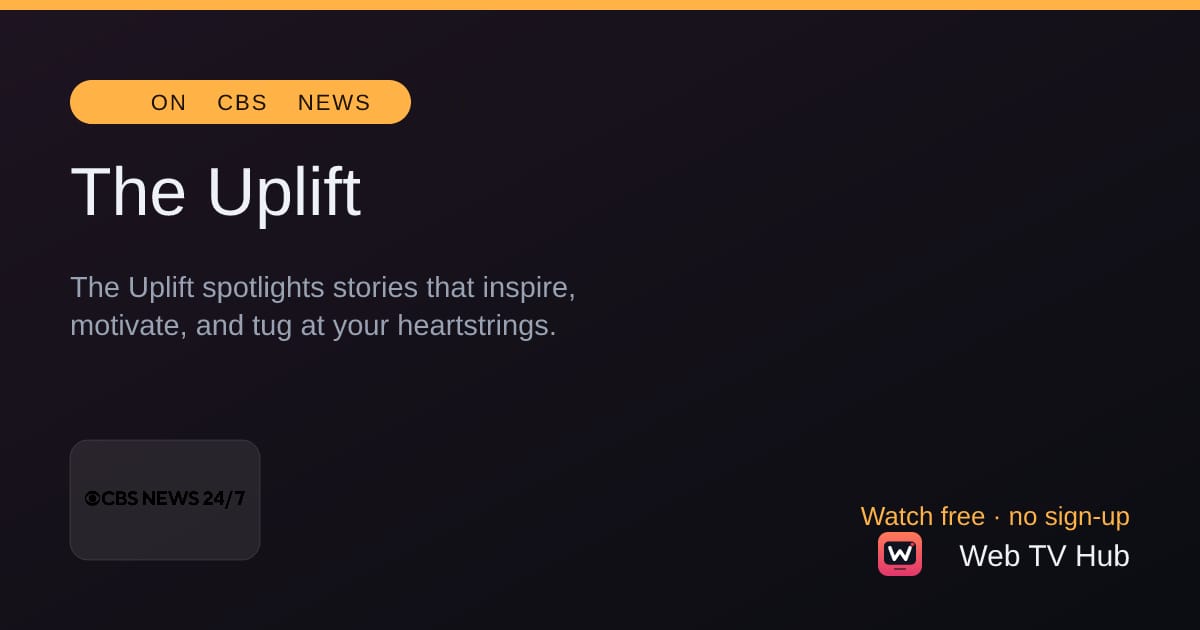 ON CBS NEWS
The Uplift
The Uplift spotlights stories that inspire,
motivate, and tug at your heartstrings.
CBS NEWS 24/7
Watch free · no sign-up
W
Web TV Hub